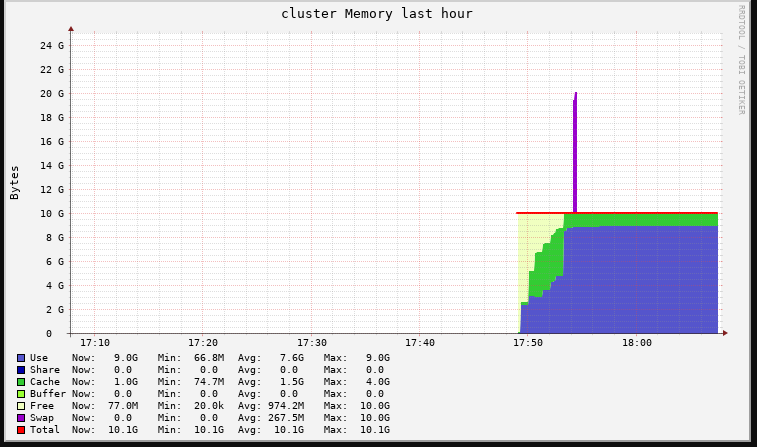 cluster Memory last hour
RRDTOOL / TOBI OETIKER
Bytes
24 G
22 G
20 G
18 G
16 G
14 G
12 G
10 G
8 G
6 G
4 G
2 G
0
17:10 17:20 17:30 17:40 17:50 18:00
Use Now: 9.0G Min: 66.8M Avg: 7.6G Max: 9.0G
Share Now: 0.0 Min: 0.0 Avg: 0.0 Max: 0.0
Cache Now: 1.0G Min: 74.7M Avg: 1.5G Max: 4.0G
Buffer Now: 0.0 Min: 0.0 Avg: 0.0 Max: 0.0
Free Now: 77.0M Min: 20.0k Avg: 974.2M Max: 10.0G
Swap Now: 0.0 Min: 0.0 Avg: 267.5M Max: 10.0G
Total Now: 10.1G Min: 10.1G Avg: 10.1G Max: 10.1G